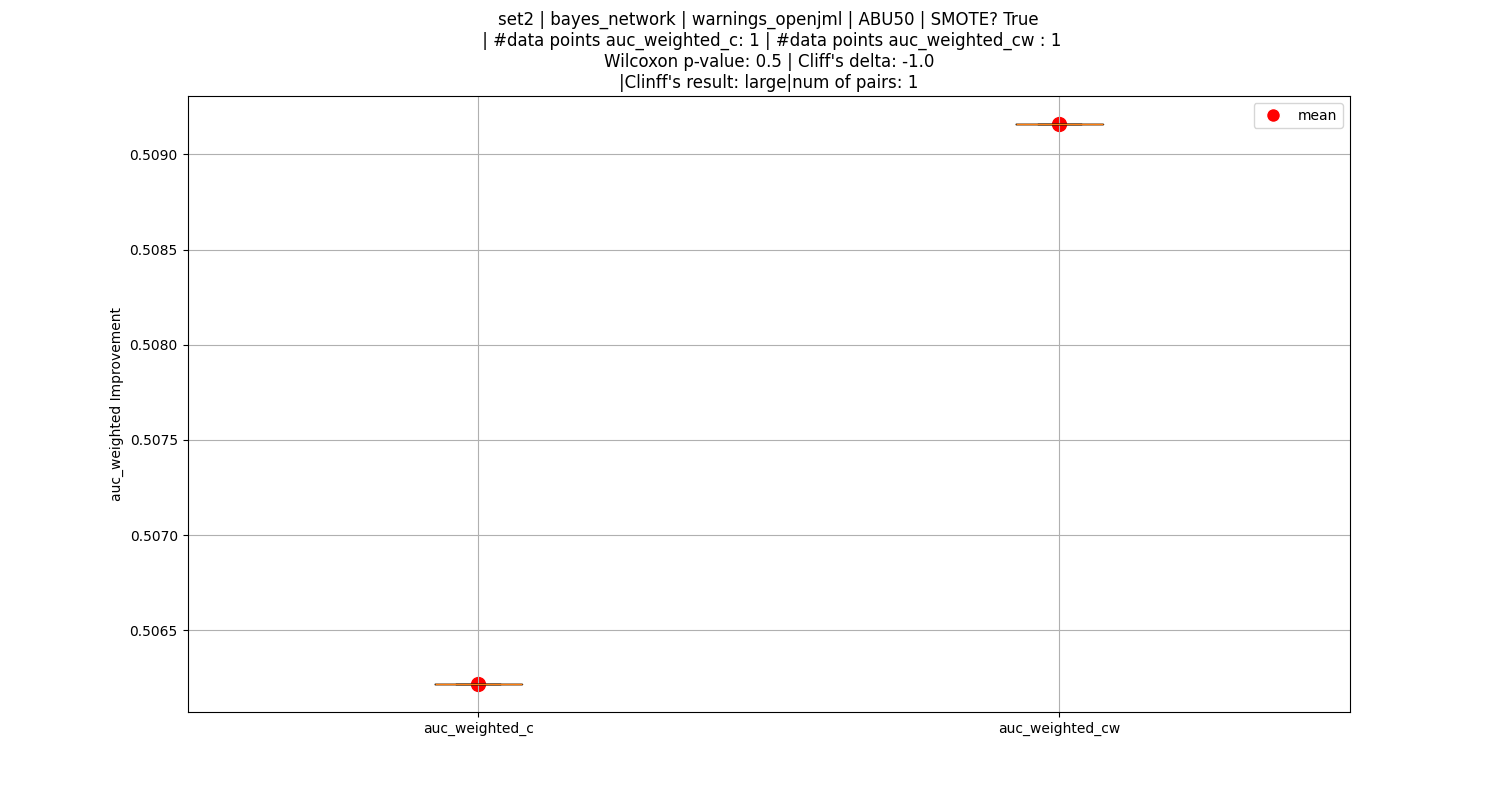 set2 | bayes_network | warnings_openjml | ABU50 | SMOTE? True
| #data points auc_weighted_c: 1 | #data points auc_weighted_cw : 1
Wilcoxon p-value: 0.5 | Cliff's delta: -1.0
|Clinff's result: large|num of pairs: 1
mean
0.5090
0.5085
0.5080
0.5075
0.5070
0.5065
auc_weighted Improvement
auc_weighted_c
auc_weighted_cw